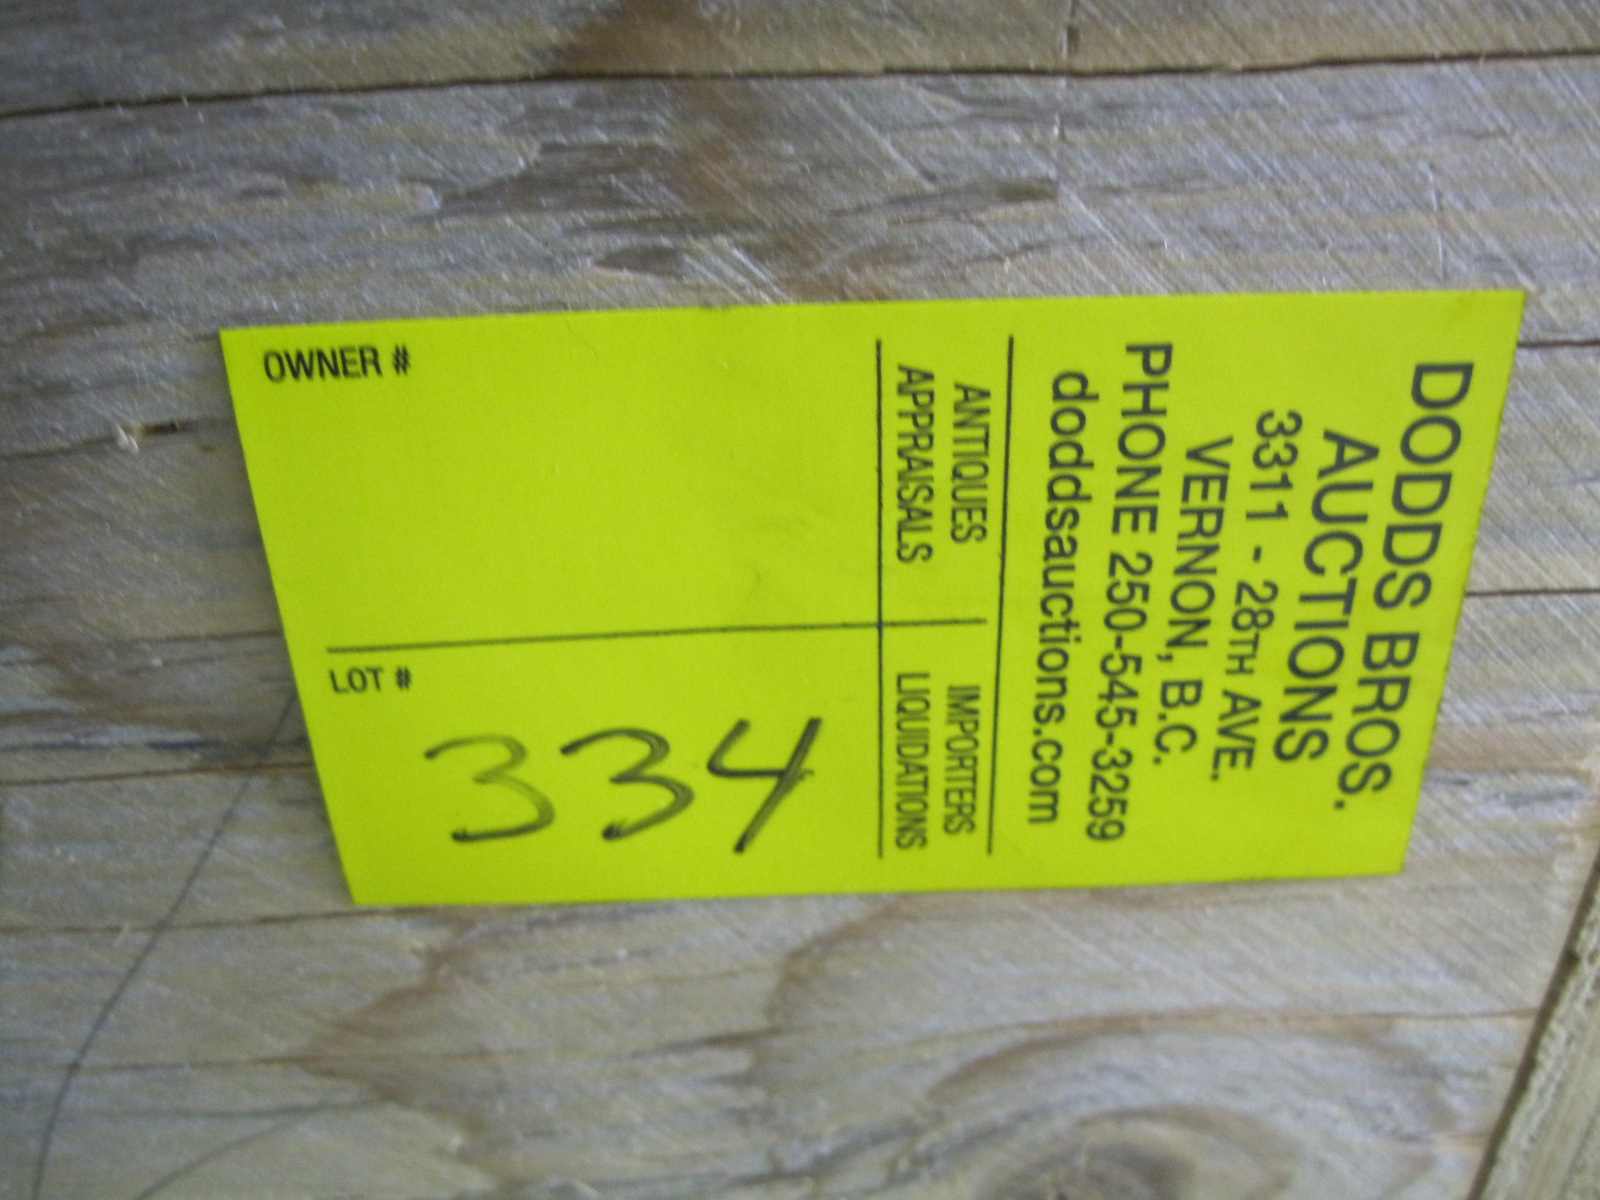 DODDS BROS.
AUCTIONS
3311 - 28TH AVE.
VERNON, B.C.
PHONE 250-545-3259
doddsauctions.com
ANTIQUES IMPORTERS
APPRAISALS LIQUIDATIONS
OWNER #
LOT #
334